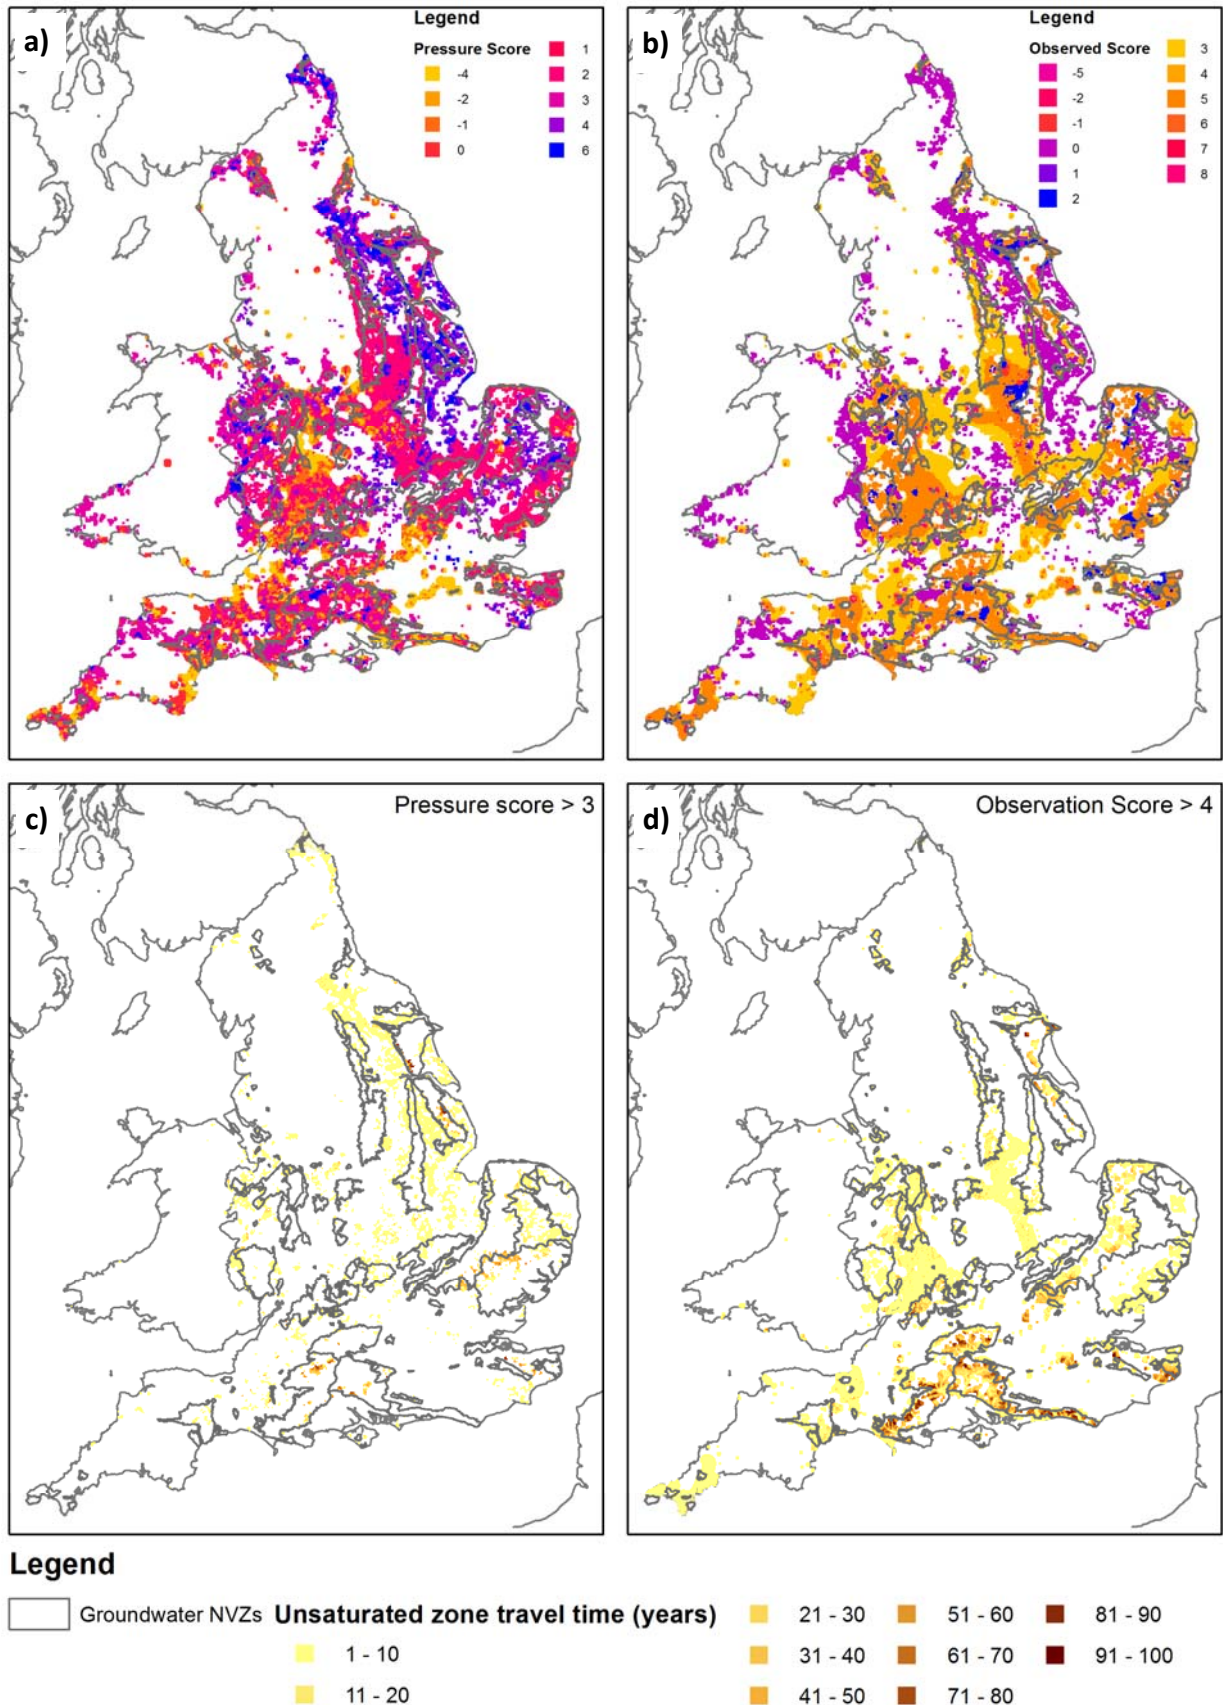 a)
Legend
Pressure Score
-4
-2
-1
0
1
2
3
4
6
b)
Legend
Observed Score
-5
-2
-1
0
1
2
3
4
5
6
7
8
c)
Pressure score > 3
d)
Observation Score > 4
Legend
Groundwater NVZs
Unsaturated zone travel time (years)
1 - 10
11 - 20
21 - 30
31 - 40
41 - 50
51 - 60
61 - 70
71 - 80
81 - 90
91 - 100